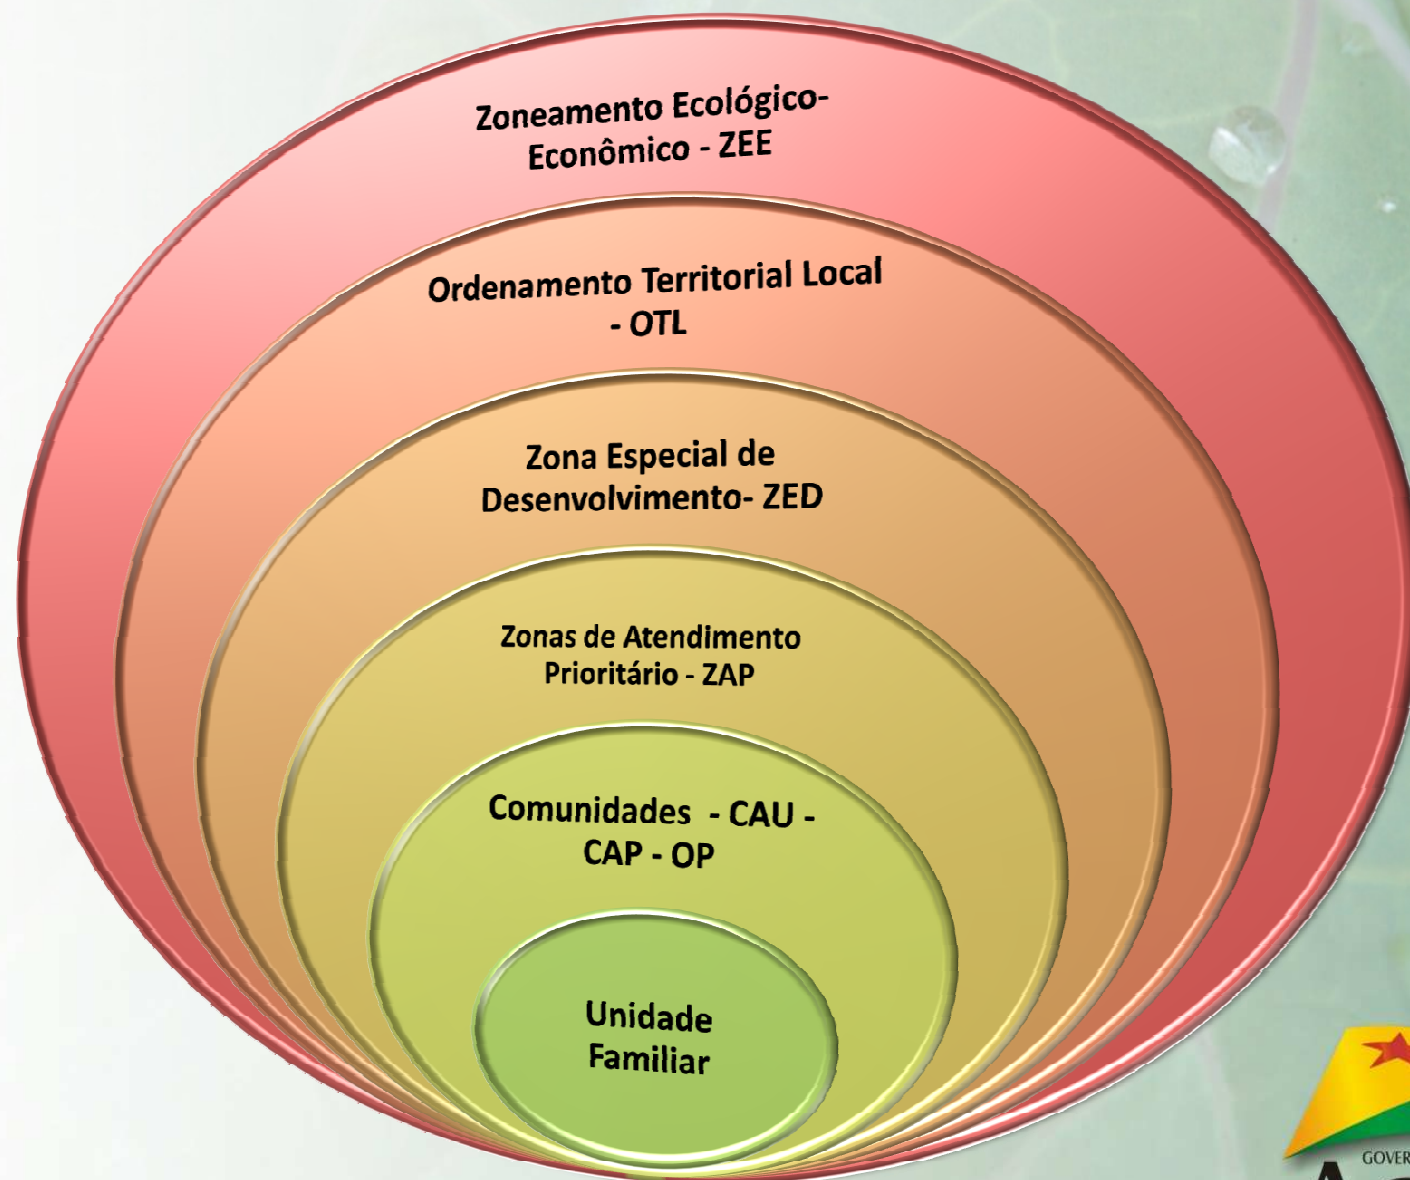 Zoneamento Ecológico-
Econômico - ZEE
Ordenamento Territorial Local
- OTL
Zona Especial de
Desenvolvimento- ZED
Zonas de Atendimento
Prioritário - ZAP
Comunidades - CAU -
CAP - OP
Unidade
Familiar